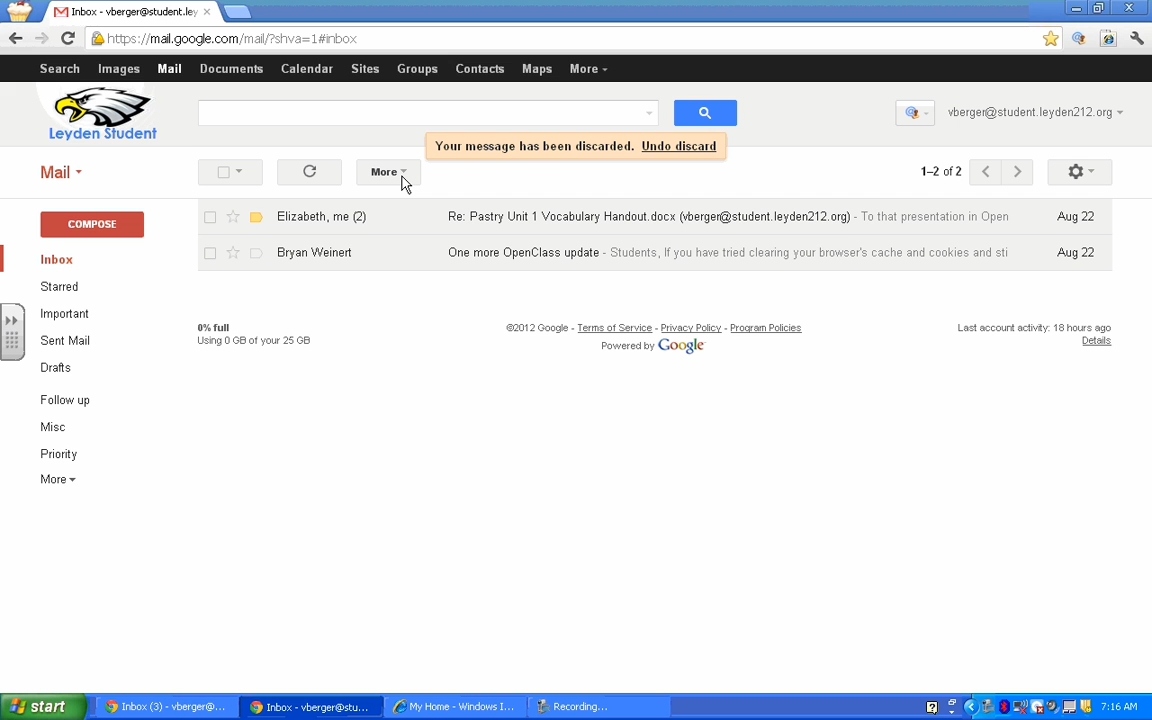 Inbox - vberger@student.ley
https://mail.google.com/mail/?shva=1#inbox
Search Images Mail Documents Calendar Sites Groups Contacts Maps More
Leyden Student
vberger@student.leyden212.org
Your message has been discarded. Undo discard
Mail
More
1–2 of 2
COMPOSE
Elizabeth, me (2) Re: Pastry Unit 1 Vocabulary Handout.docx (vberger@student.leyden212.org) - To that presentation in Open Aug 22
Bryan Weinert One more OpenClass update - Students, If you have tried clearing your browser's cache and cookies and sti Aug 22
Inbox
Starred
Important
Sent Mail
Drafts
Follow up
Misc
Priority
More
0% full
Using 0 GB of your 25 GB
©2012 Google - Terms of Service - Privacy Policy - Program Policies
Powered by Google
Last account activity: 18 hours ago
Details
start Inbox (3) - vberger@... Inbox - vberger@stu... My Home - Windows I... Recording... 7:16 AM